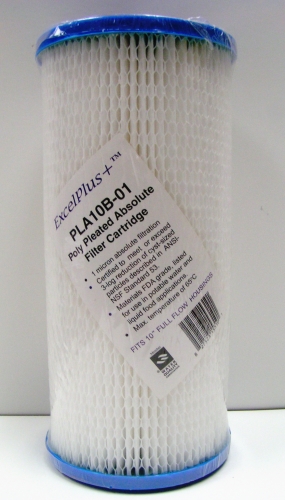 ExcelPlus+™
PLA10B-01
Poly Pleated Absolute
Filter Cartridge
• 1 micron absolute filtration
• Certified to meet or exceed
3-log reduction of cyst-sized
particles described in ANSI-
NSF Standard 53.
• Materials FDA grade, listed
for use in potable water and
liquid food applications.
• Max. temperature of 65°C
FITS 10" FULL FLOW HOUSINGS